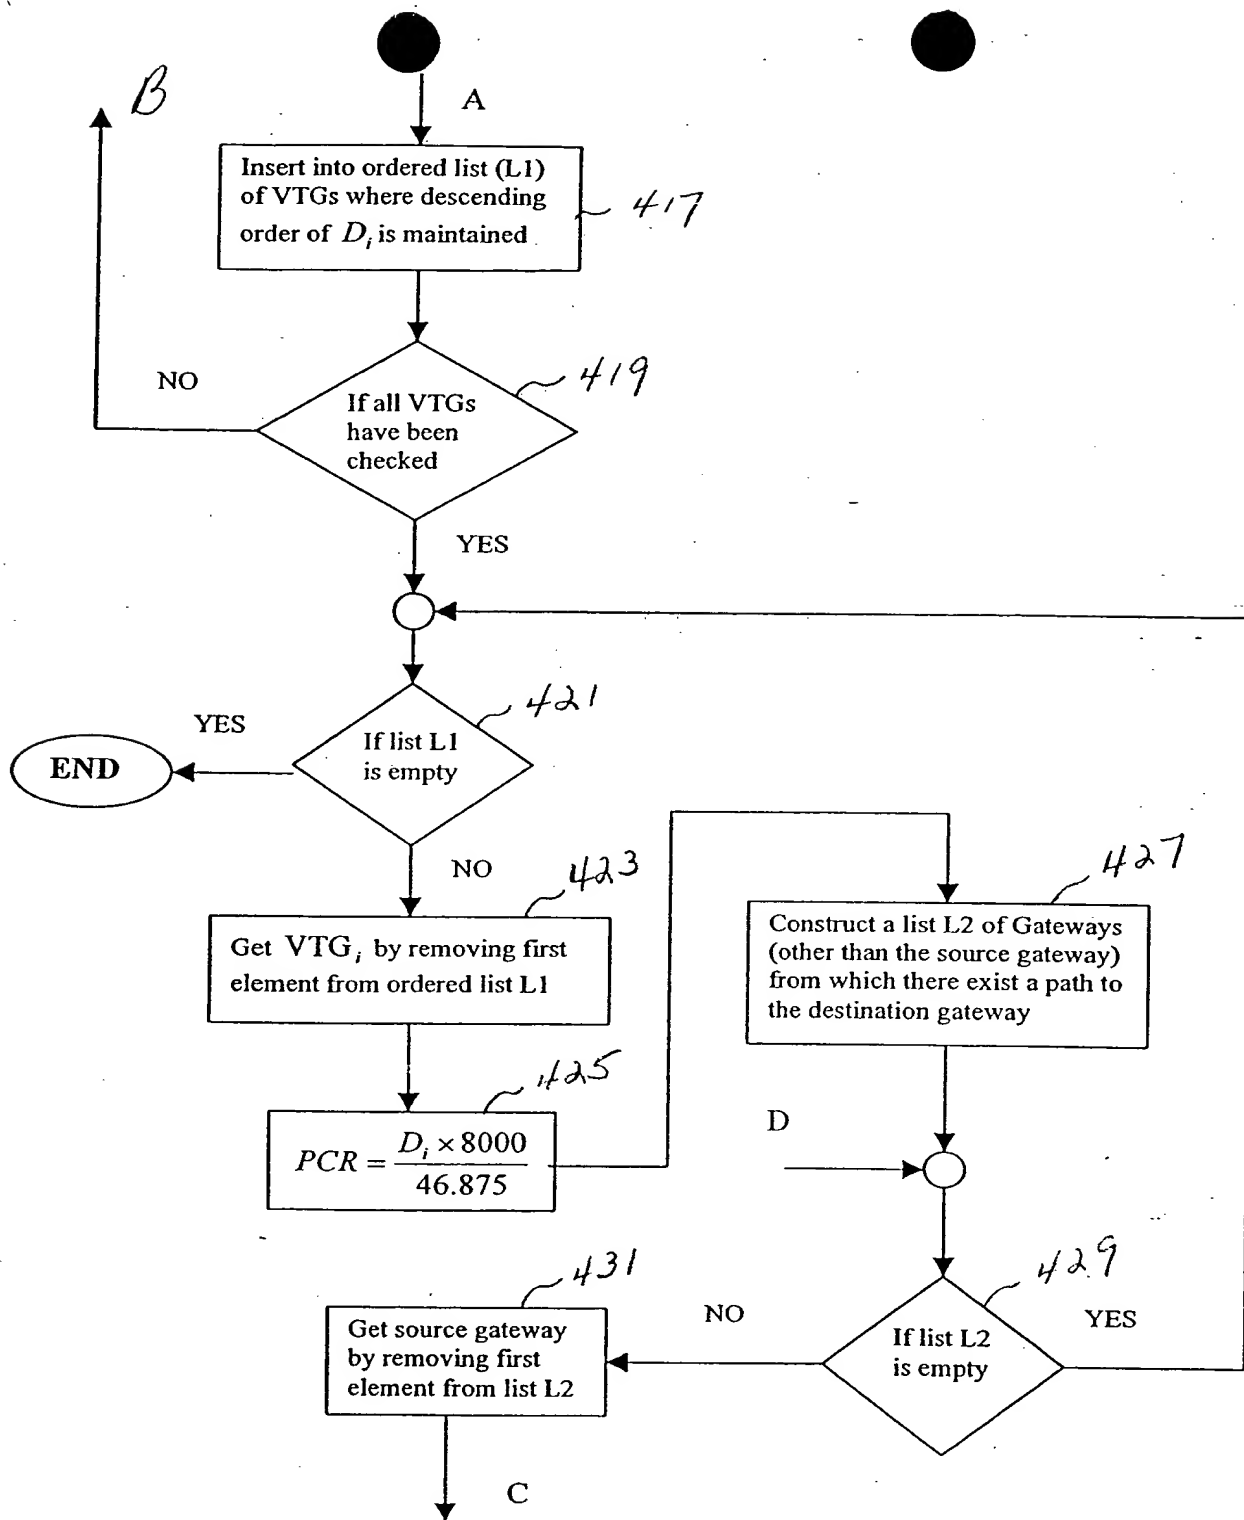 B
A
Insert into ordered list (L1)
of VTGs where descending
order of D_i is maintained
417
NO
419
If all VTGs
have been
checked
YES
421
YES
If list L1
is empty
END
NO
423
427
Get VTG_i by removing first
element from ordered list L1
Construct a list L2 of Gateways
(other than the source gateway)
from which there exist a path to
the destination gateway
425
PCR = D_i × 8000 / 46.875
D
431
429
NO
YES
Get source gateway
by removing first
element from list L2
If list L2
is empty
C